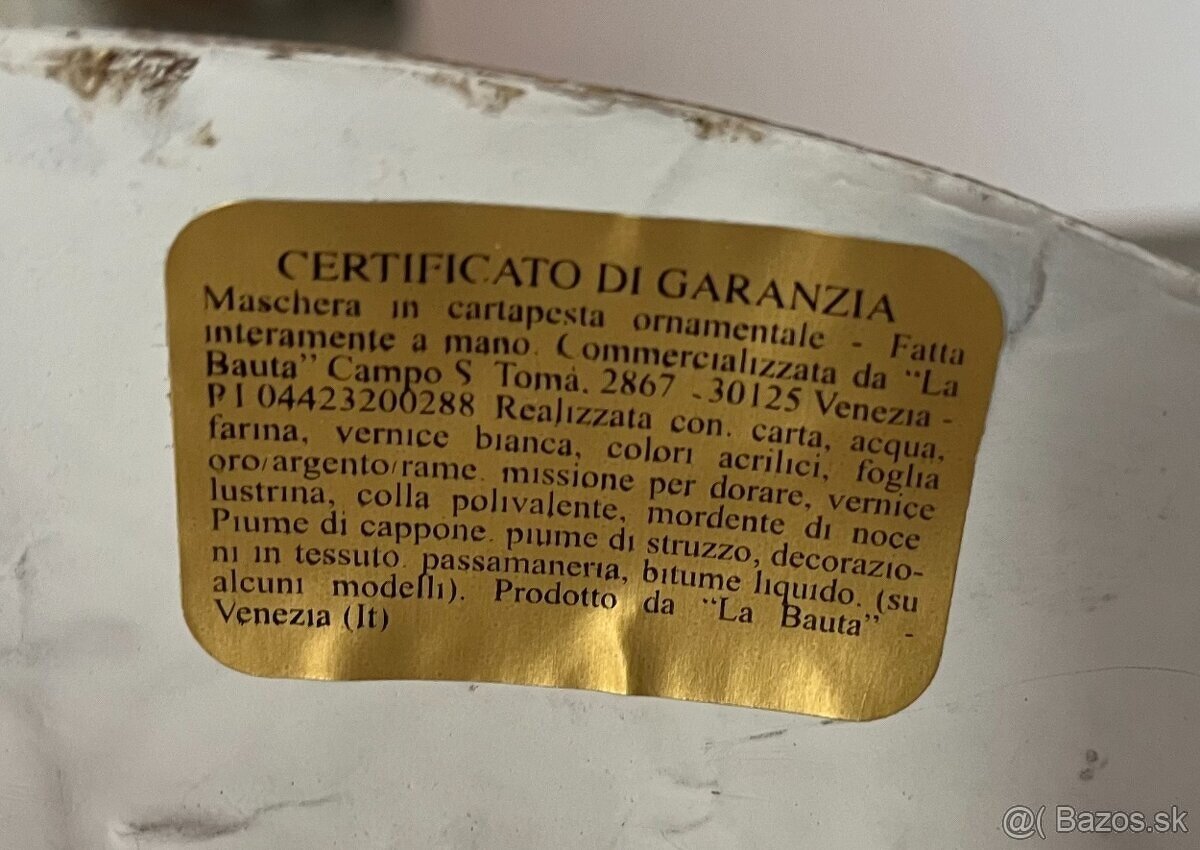 CERTIFICATO DI GARANZIA
Maschera in cartapesta ornamentale - Fatta
interamente a mano. Commercializzata da "La
Bauta" Campo S. Tomà. 2867 - 30125 Venezia -
P.I 04423200288 Realizzata con. carta, acqua,
farina, vernice bianca, colori acrilici, foglia
oro/argento/rame. missione per dorare, vernice
lustrina, colla polivalente, mordente di noce
Piume di cappone. piume di struzzo, decorazio-
ni in tessuto. passamaneria, bitume liquido. (su
alcuni modelli). Prodotto da "La Bauta" -
Venezia (It)
@( Bazos.sk